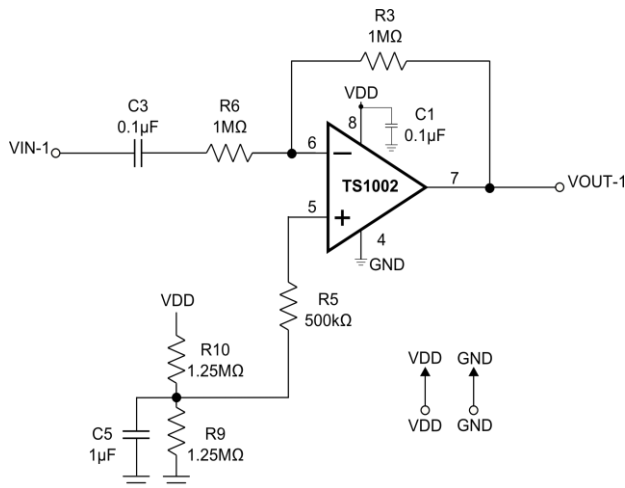 R3
1MΩ
VDD
C3
0.1µF
R6
1MΩ
8
C1
0.1µF
VIN-1
6
TS1002
7
VOUT-1
5
4
GND
R5
500kΩ
VDD
R10
1.25MΩ
VDD
GND
C5
1µF
R9
1.25MΩ
VDD
GND